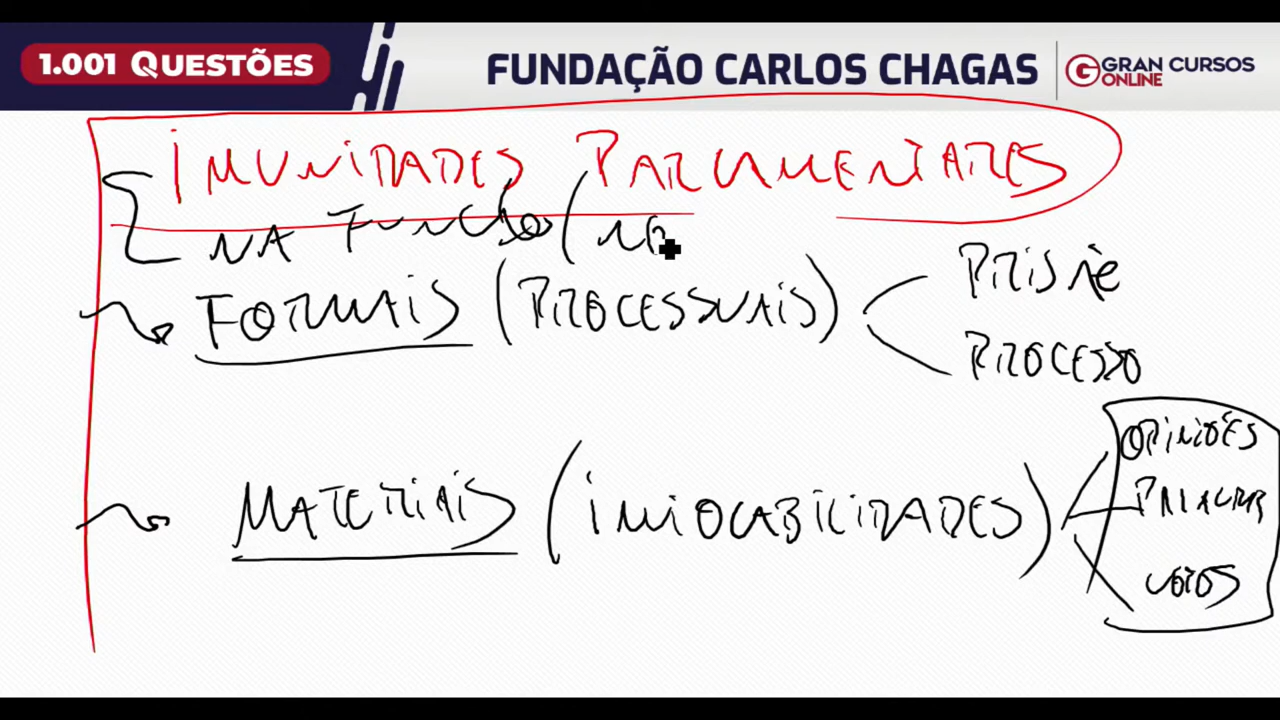 1.001 QUESTÕES
FUNDAÇÃO CARLOS CHAGAS
GRAN CURSOS ONLINE
IMUNIDADES PARLAMENTARES
NA FUNÇÃO (
FORMAIS (PROCESSUAIS)
PRISÃO
PROCESSO
MATERIAIS (INVIOLABILIDADES)
OPINIÕES
PALAVRAS
VOTOS